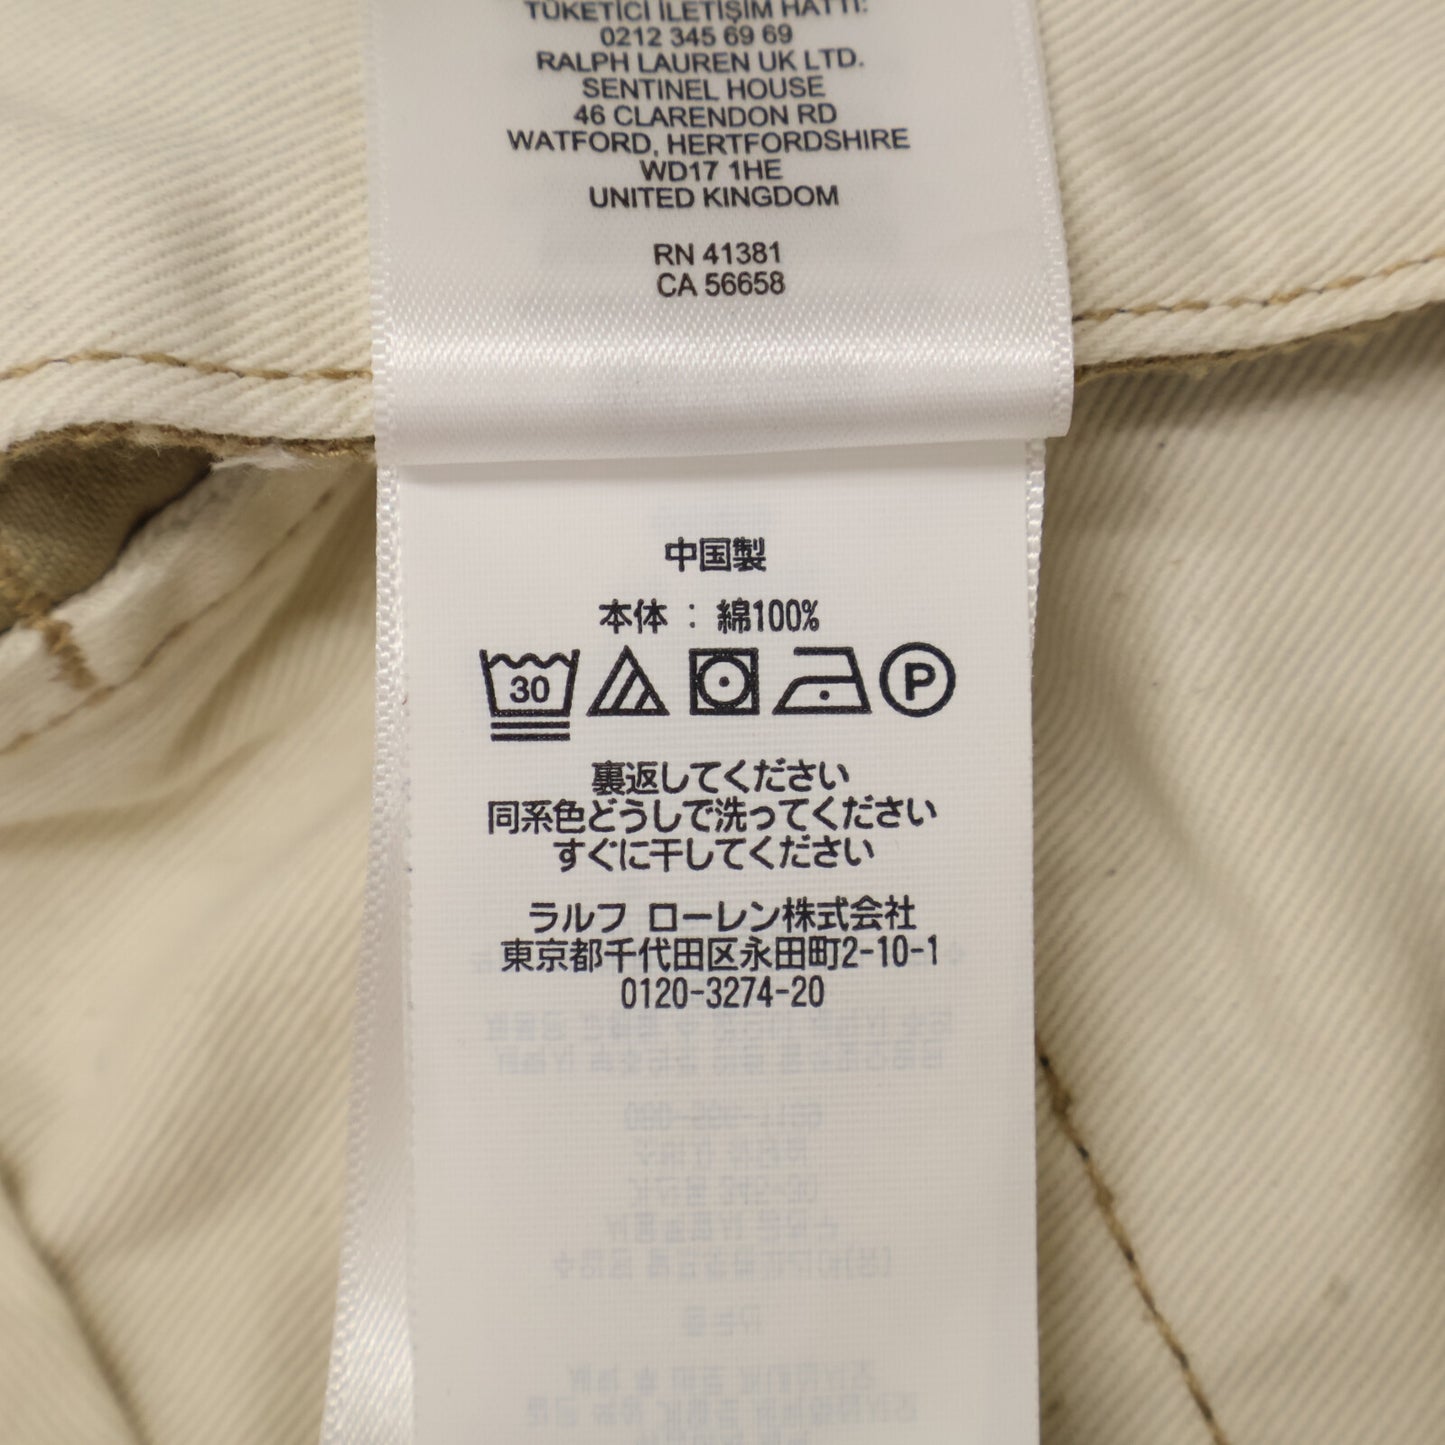 TÜKETİCİ İLETİŞİM HATTI:
0212 345 69 69
RALPH LAUREN UK LTD.
SENTINEL HOUSE
46 CLARENDON RD
WATFORD, HERTFORDSHIRE
WD17 1HE
UNITED KINGDOM
RN 41381
CA 56658
中国製
本体 : 綿100%
30 P
裏返してください
同系色どうしで洗ってください
すぐに干してください
ラルフ ローレン株式会社
東京都千代田区永田町2-10-1
0120-3274-20